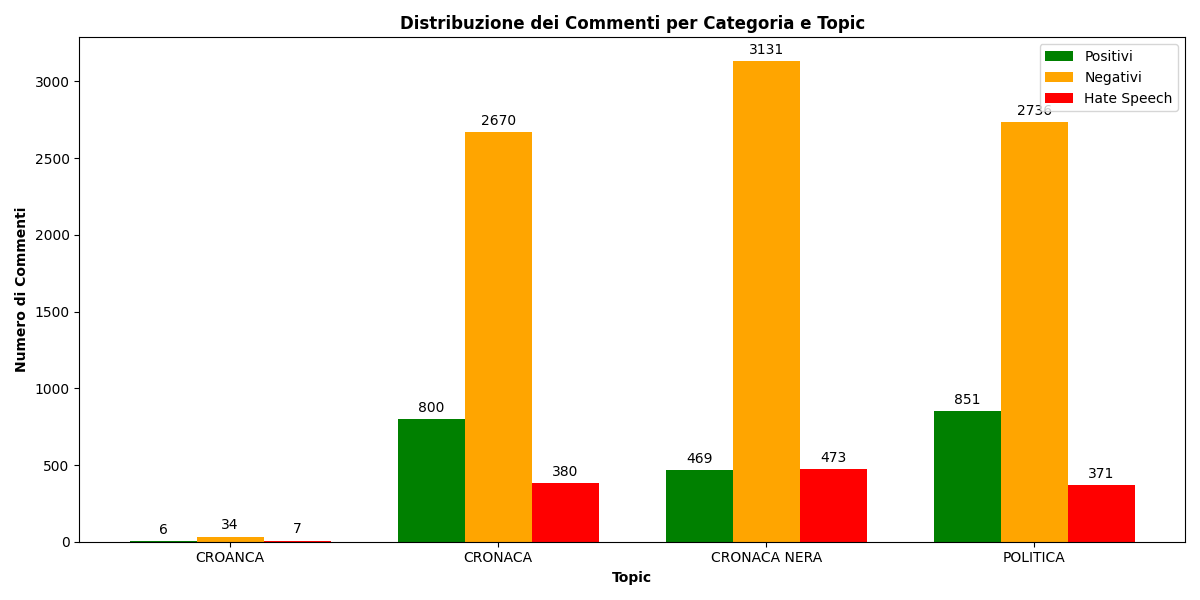 Distribuzione dei Commenti per Categoria e Topic
Positivi
Negativi
Hate Speech
Numero di Commenti
3000
2500
2000
1500
1000
500
0
6
34
7
800
2670
380
469
3131
473
851
2736
371
CROANCA
CRONACA
CRONACA NERA
POLITICA
Topic